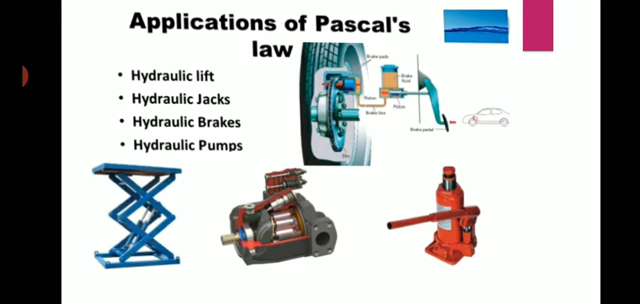 Applications of Pascal's
law
• Hydraulic lift
• Hydraulic Jacks
• Hydraulic Brakes
• Hydraulic Pumps
Brake pads
Brake
fluid
Piston
Piston
Brake line
Brake pedal
Disc